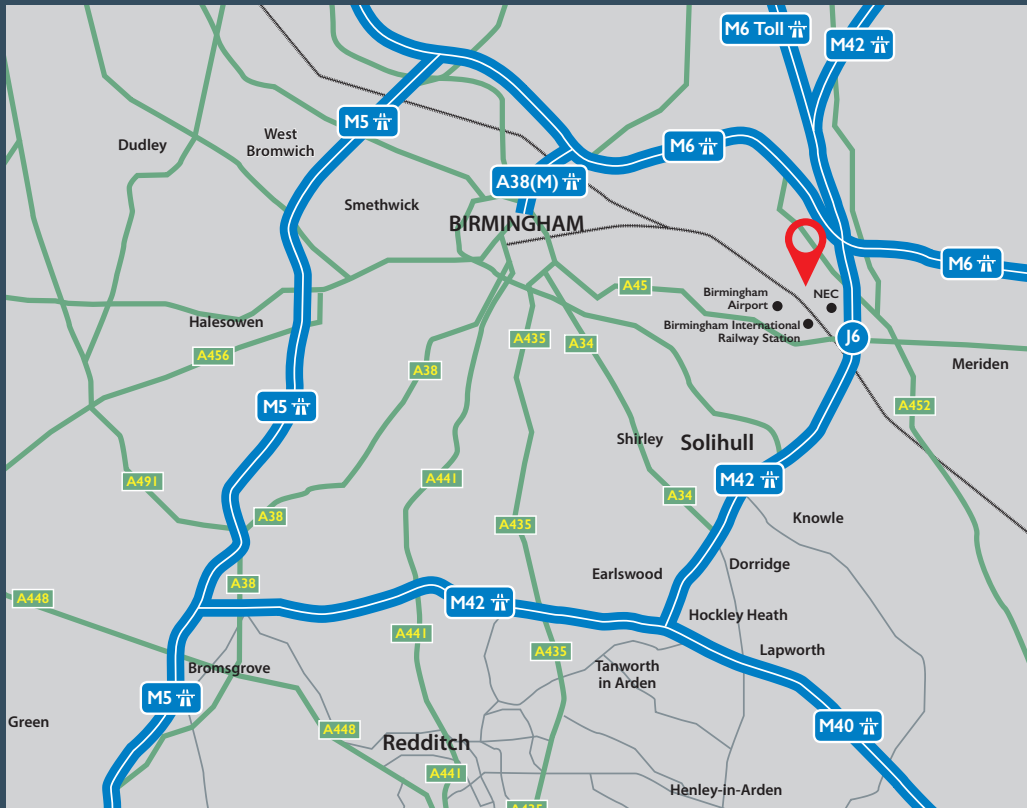 M6 Toll
M42
M5
West
Bromwich
Dudley
M6
A38(M)
Smethwick
BIRMINGHAM
M6
A45
Birmingham
Airport
NEC
Birmingham International
Railway Station
Halesowen
A435
A34
J6
A456
A38
Meriden
M5
A452
Shirley
Solihull
A491
A441
M42
A34
A38
A435
Knowle
Dorridge
Earlswood
A38
A448
M42
Hockley Heath
A441
A435
Lapworth
Bromsgrove
Tanworth
in Arden
M5
Green
A448
M40
Redditch
A441
Henley-in-Arden
A435